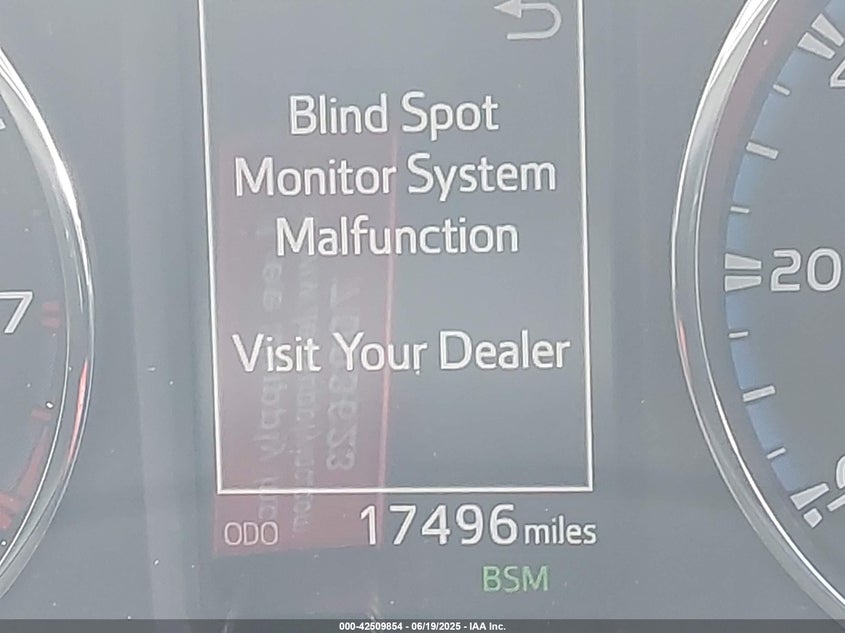 Blind Spot
Monitor System
Malfunction
Visit Your Dealer
7
20
ODO 17496 miles
BSM
000-42509854 - 06/19/2025 - IAA Inc.